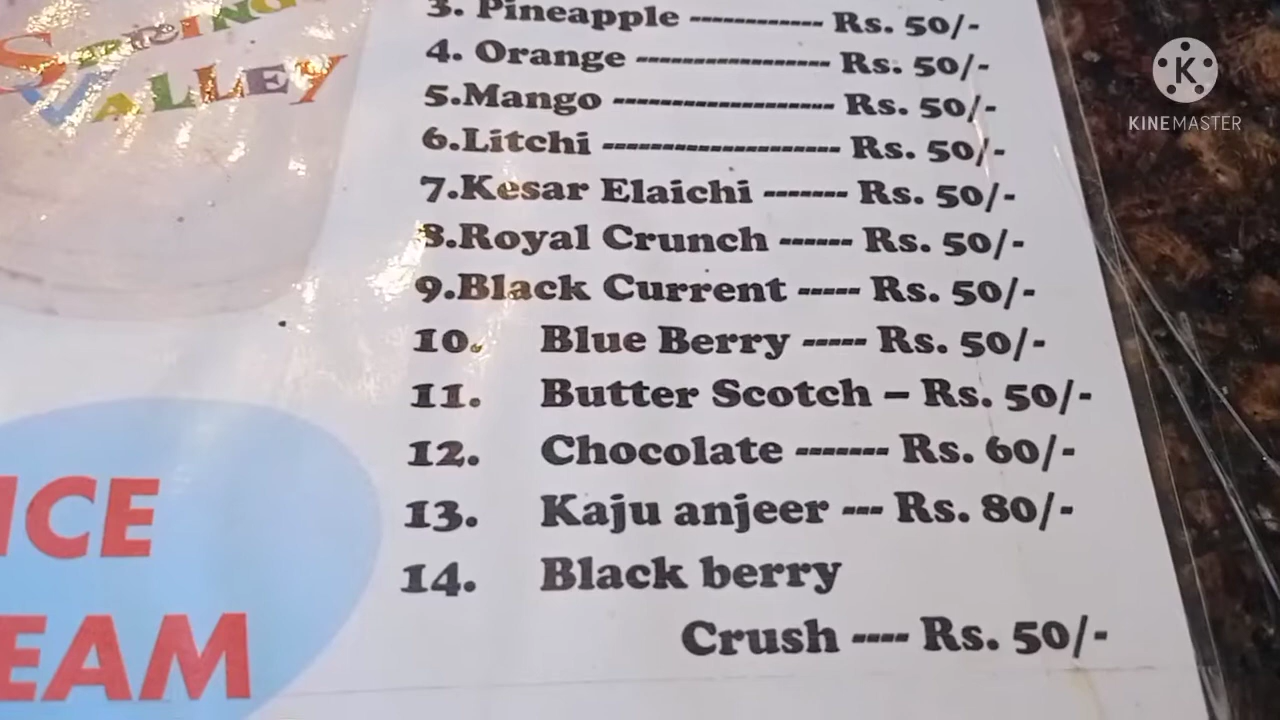 SPRING
VALLEY
3. Pineapple ------------ Rs. 50/-
4. Orange ----------------- Rs. 50/-
5.Mango ------------------- Rs. 50/-
6.Litchi -------------------- Rs. 50/-
7.Kesar Elaichi ------- Rs. 50/-
8.Royal Crunch ------ Rs. 50/-
9.Black Current ----- Rs. 50/-
10. Blue Berry ----- Rs. 50/-
11. Butter Scotch – Rs. 50/-
12. Chocolate ------- Rs. 60/-
13. Kaju anjeer --- Rs. 80/-
14. Black berry
Crush ---- Rs. 50/-
ICE
EAM
K
KINEMASTER